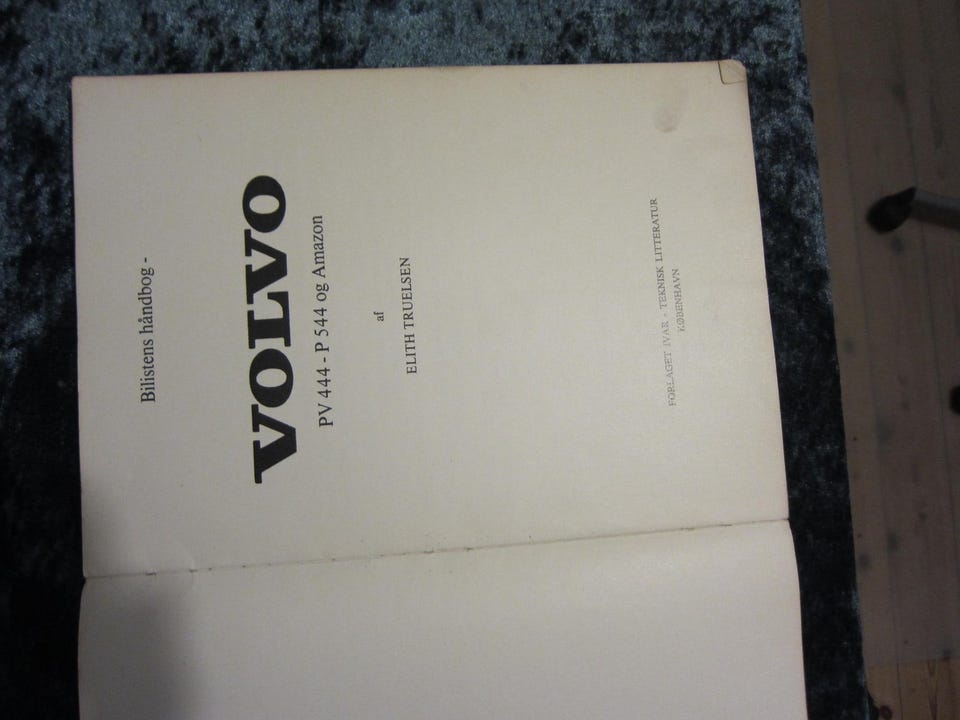 Bilistens håndbog -
VOLVO
PV 444 - P 544 og Amazon
af
ELITH TRUELSEN
FORLAGET IVAR - TEKNISK LITTERATUR
KØBENHAVN